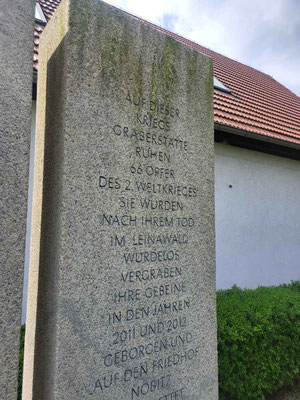 AUF DIESER
KRIEGS
GRÄBERSTÄTTE
RUHEN
66 OPFER
DES 2. WELTKRIEGES
SIE WURDEN
NACH IHREM TOD
IM LEINAWALD
WÜRDELOS
VERGRABEN
IHRE GEBEINE
IN DEN JAHREN
2011 UND 2012
GEBORGEN UND
AUF DEN FRIEDHOF
NOBITZ